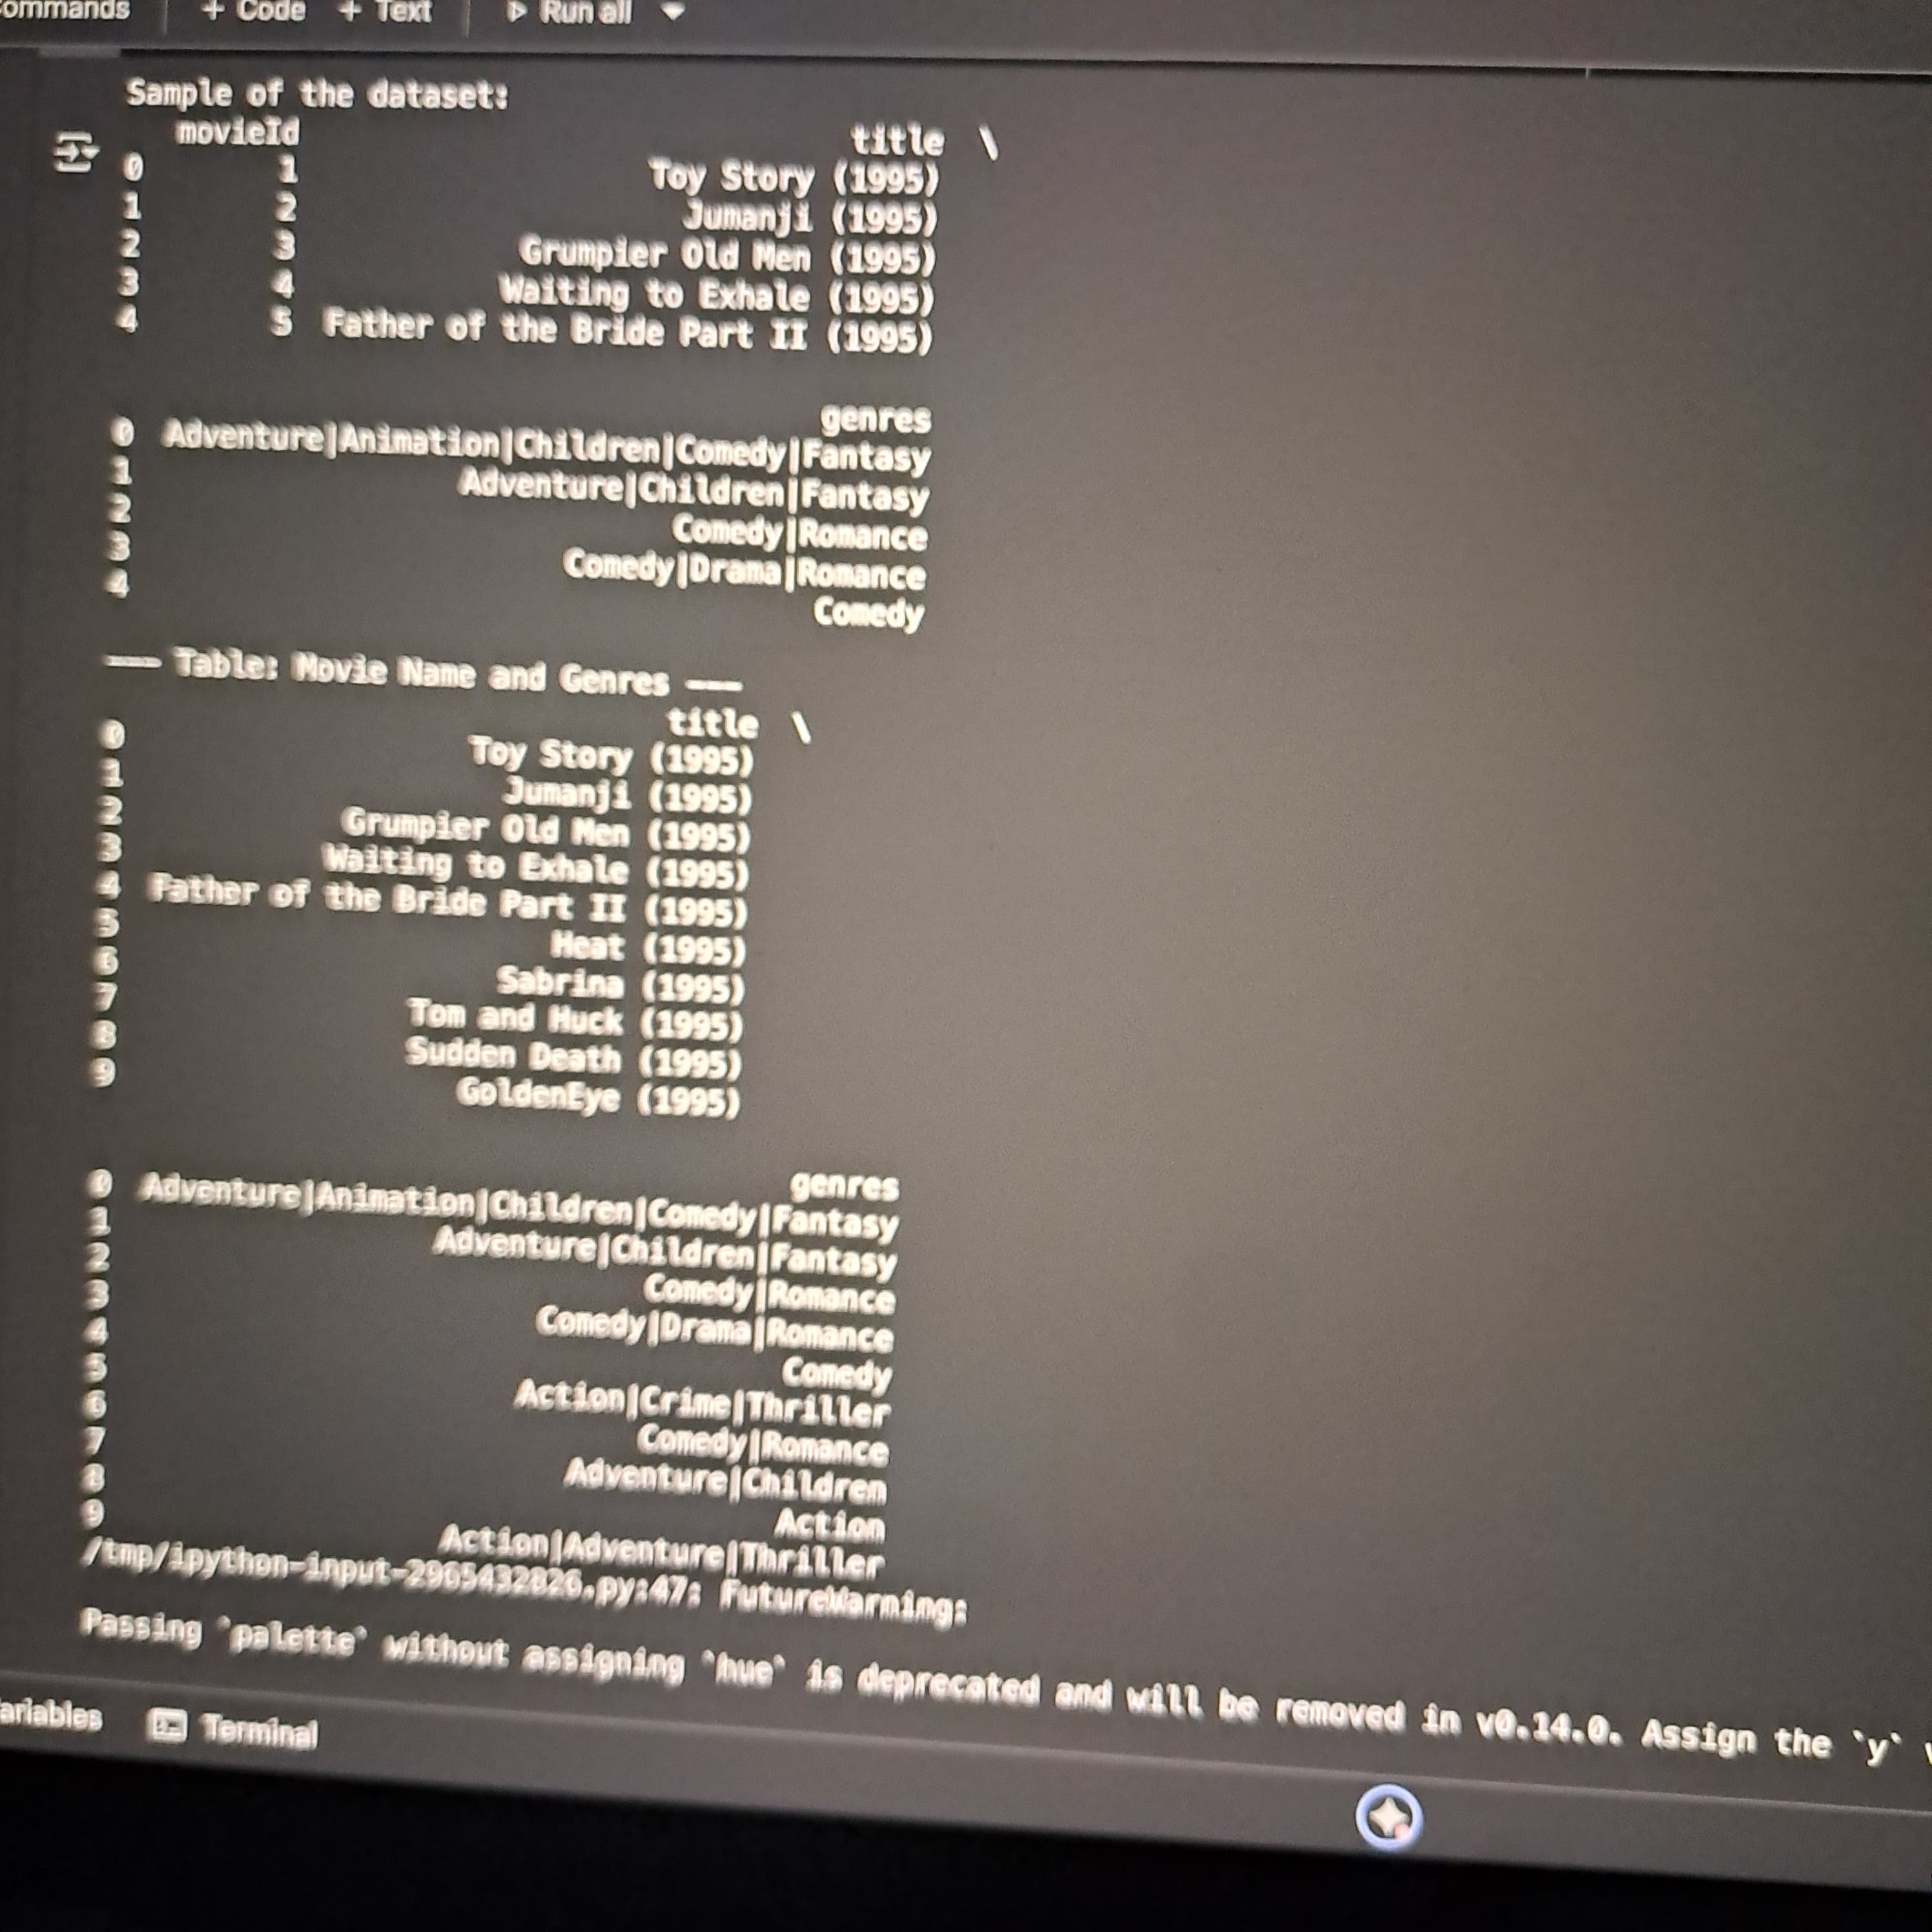 + Code + Text Run all
Sample of the dataset:
movieId title \
0 1 Toy Story (1995)
1 2 Jumanji (1995)
2 3 Grumpier Old Men (1995)
3 4 Waiting to Exhale (1995)
4 5 Father of the Bride Part II (1995)
genres
0 Adventure|Animation|Children|Comedy|Fantasy
1 Adventure|Children|Fantasy
2 Comedy|Romance
3 Comedy|Drama|Romance
4 Comedy
--- Table: Movie Name and Genres ---
title \
0 Toy Story (1995)
1 Jumanji (1995)
2 Grumpier Old Men (1995)
3 Waiting to Exhale (1995)
4 Father of the Bride Part II (1995)
5 Heat (1995)
6 Sabrina (1995)
7 Tom and Huck (1995)
8 Sudden Death (1995)
9 GoldenEye (1995)
genres
0 Adventure|Animation|Children|Comedy|Fantasy
1 Adventure|Children|Fantasy
2 Comedy|Romance
3 Comedy|Drama|Romance
4 Comedy
5 Action|Crime|Thriller
6 Comedy|Romance
7 Adventure|Children
8 Action
9 Action|Adventure|Thriller
/tmp/ipython-input-2965432826.py:47: FutureWarning:
Passing `palette` without assigning `hue` is deprecated and will be removed in v0.14.0. Assign the `y`
Terminal